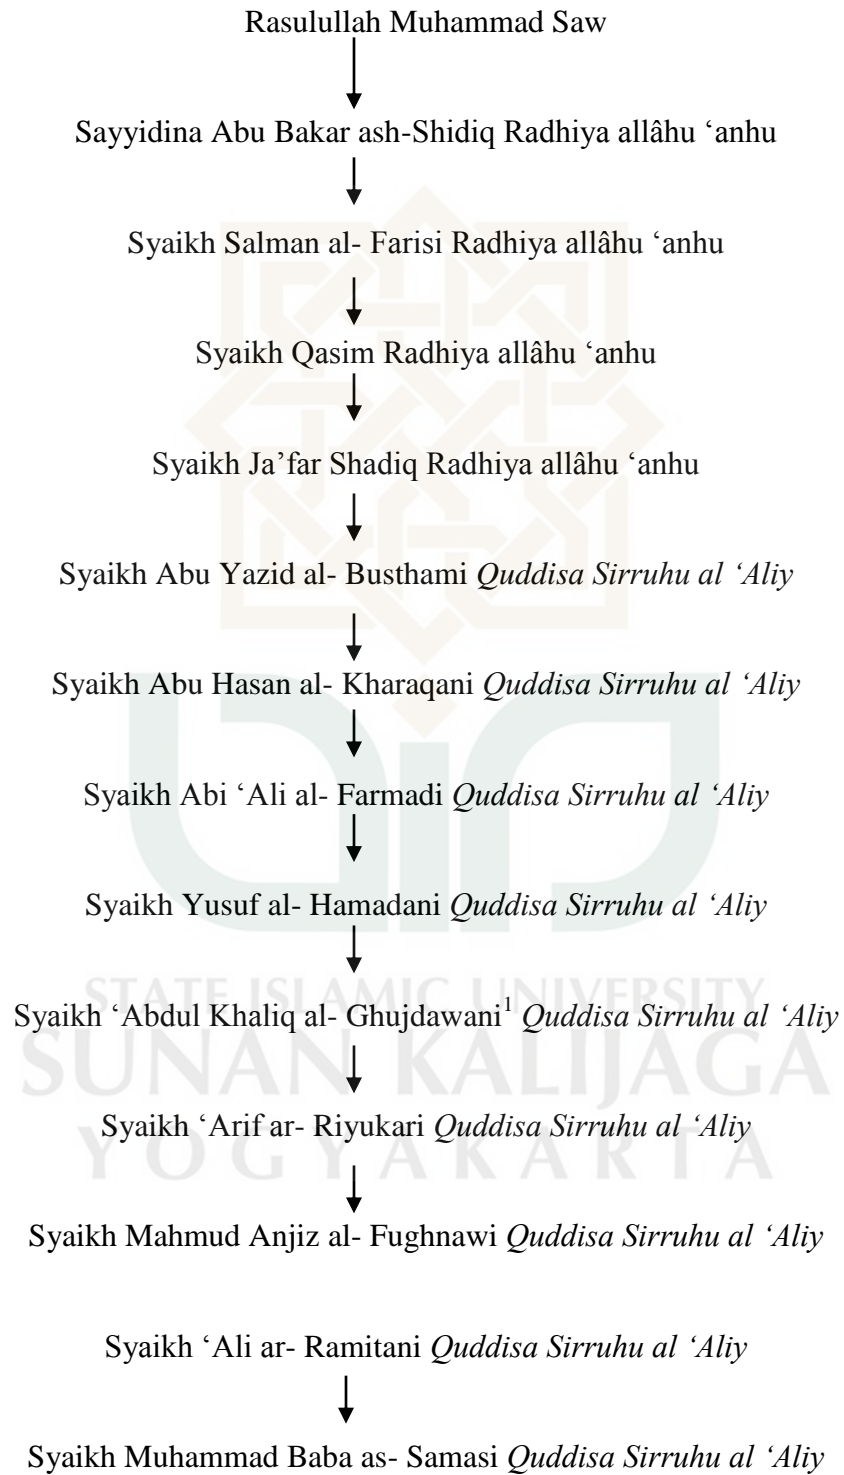 Rasulullah Muhammad Saw
Sayyidina Abu Bakar ash-Shidiq Radhiya allâhu ‘anhu
Syaikh Salman al- Farisi Radhiya allâhu ‘anhu
Syaikh Qasim Radhiya allâhu ‘anhu
Syaikh Ja’far Shadiq Radhiya allâhu ‘anhu
Syaikh Abu Yazid al- Busthami Quddisa Sirruhu al ‘Aliy
Syaikh Abu Hasan al- Kharaqani Quddisa Sirruhu al ‘Aliy
Syaikh Abi ‘Ali al- Farmadi Quddisa Sirruhu al ‘Aliy
Syaikh Yusuf al- Hamadani Quddisa Sirruhu al ‘Aliy
STATE ISLAMIC UNIVERSITY
Syaikh ‘Abdul Khaliq al- Ghujdawani¹ Quddisa Sirruhu al ‘Aliy
SUNAN KALIJAGA
Syaikh ‘Arif ar- Riyukari Quddisa Sirruhu al ‘Aliy
YOGYAKARTA
Syaikh Mahmud Anjiz al- Fughnawi Quddisa Sirruhu al ‘Aliy
Syaikh ‘Ali ar- Ramitani Quddisa Sirruhu al ‘Aliy
Syaikh Muhammad Baba as- Samasi Quddisa Sirruhu al ‘Aliy